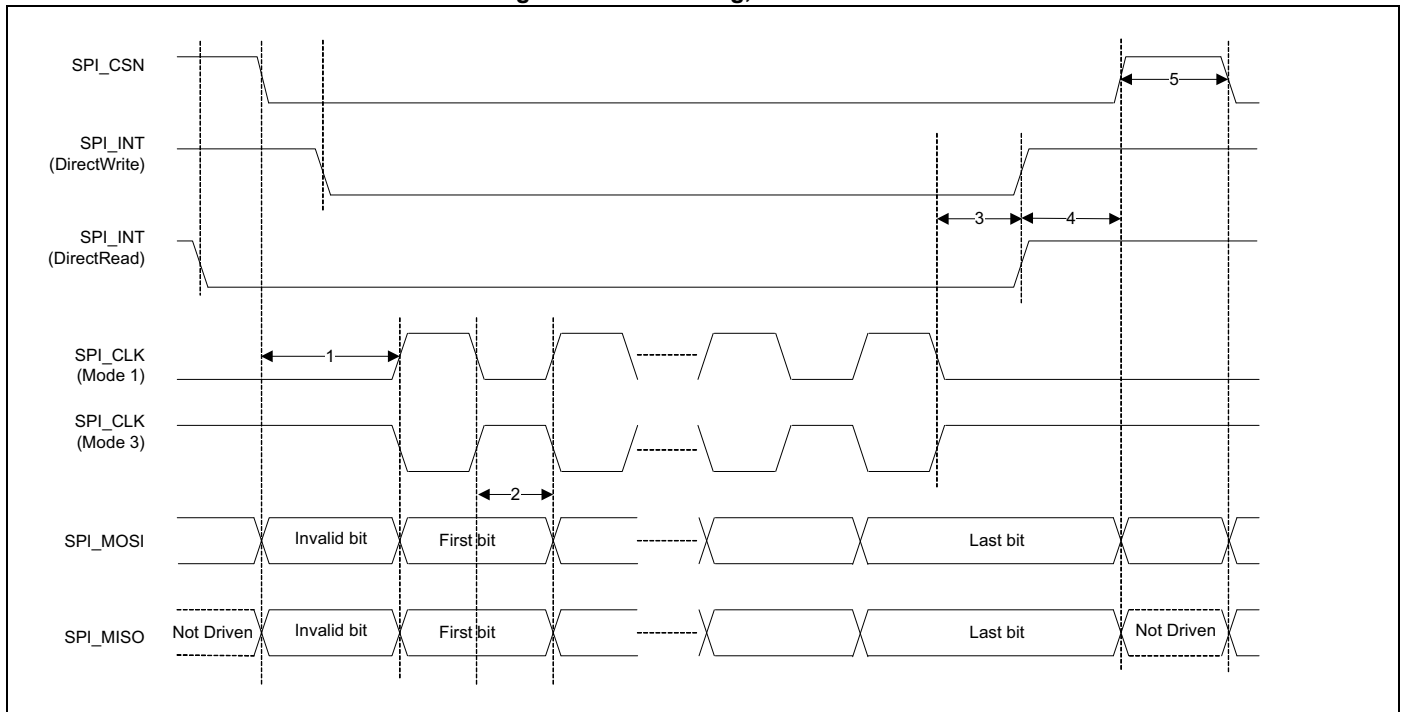 SPI_CSN
5
SPI_INT
(DirectWrite)
3
4
SPI_INT
(DirectRead)
SPI_CLK
(Mode 1)
1
SPI_CLK
(Mode 3)
2
SPI_MOSI
Invalid bit
First bit
Last bit
SPI_MISO
Not Driven
Invalid bit
First bit
Last bit
Not Driven